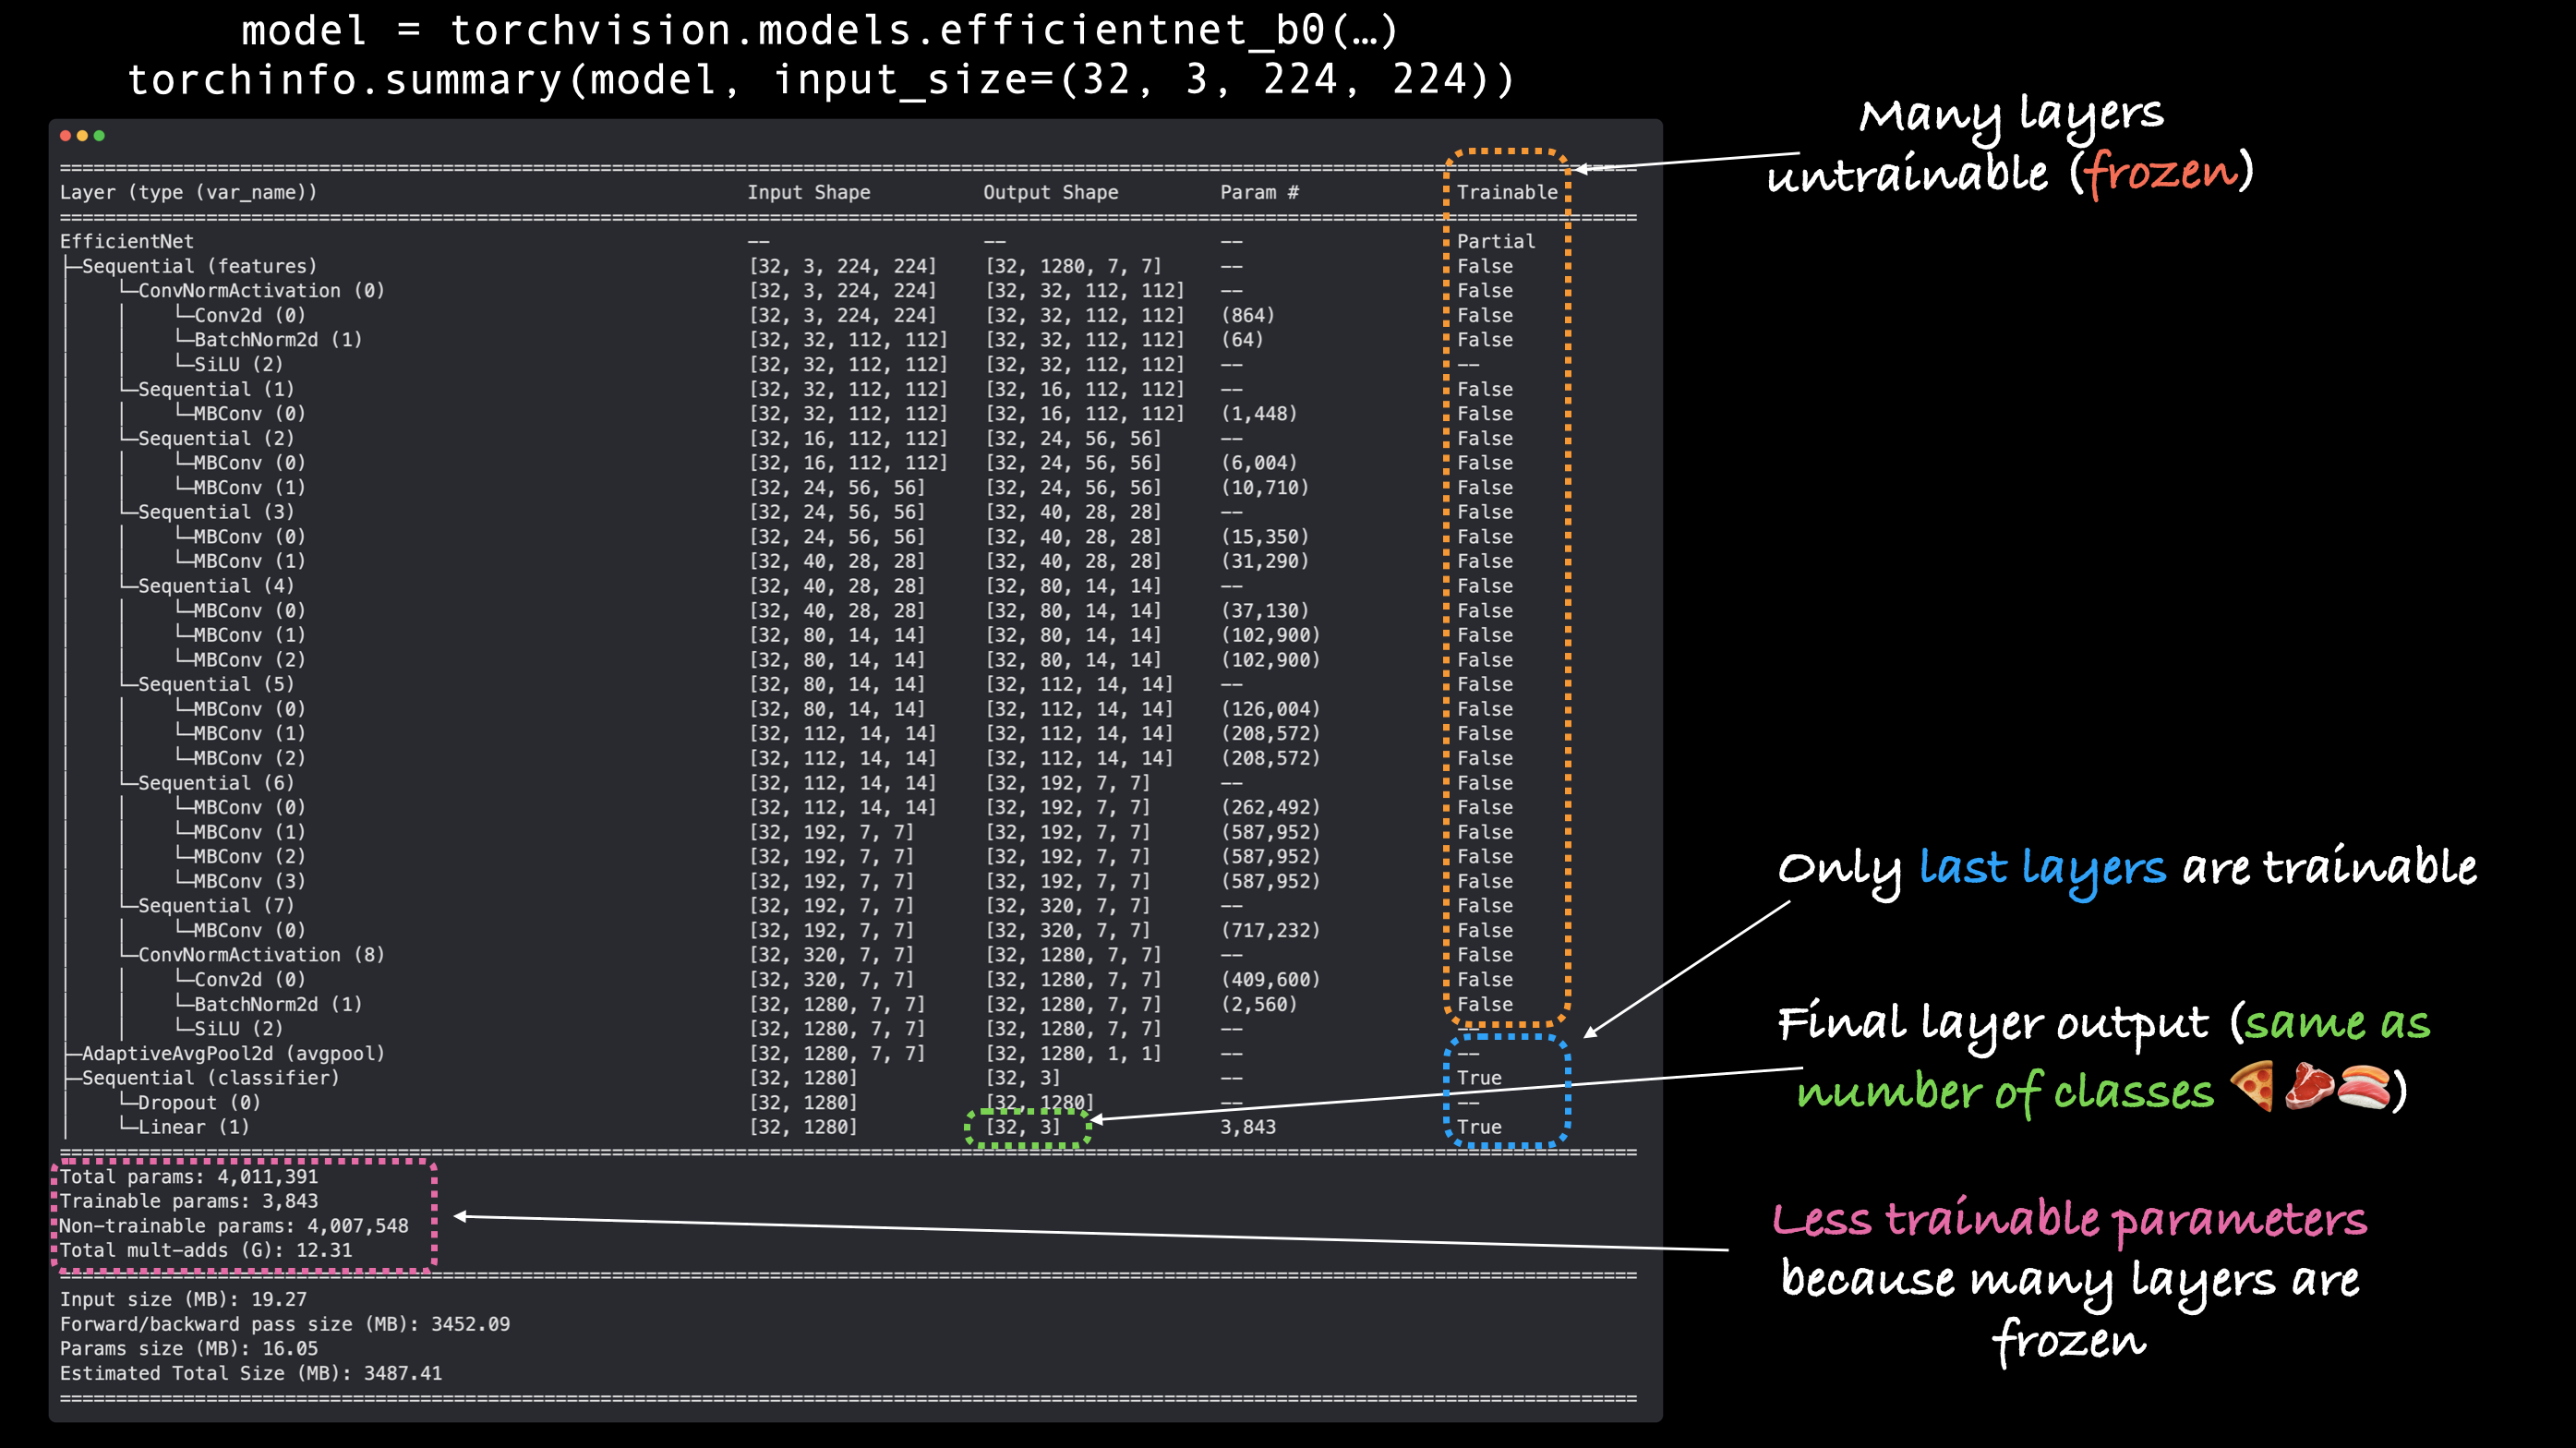 model = torchvision.models.efficientnet_b0(…)
torchinfo.summary(model, input_size=(32, 3, 224, 224))
Layer (type (var_name)) Input Shape Output Shape Param # Trainable
EfficientNet -- -- -- Partial
├─Sequential (features) [32, 3, 224, 224] [32, 1280, 7, 7] -- False
│ └─ConvNormActivation (0) [32, 3, 224, 224] [32, 32, 112, 112] -- False
│ │ └─Conv2d (0) [32, 3, 224, 224] [32, 32, 112, 112] (864) False
│ │ └─BatchNorm2d (1) [32, 32, 112, 112] [32, 32, 112, 112] (64) False
│ │ └─SiLU (2) [32, 32, 112, 112] [32, 32, 112, 112] -- --
│ └─Sequential (1) [32, 32, 112, 112] [32, 16, 112, 112] -- False
│ │ └─MBConv (0) [32, 32, 112, 112] [32, 16, 112, 112] (1,448) False
│ └─Sequential (2) [32, 16, 112, 112] [32, 24, 56, 56] -- False
│ │ └─MBConv (0) [32, 16, 112, 112] [32, 24, 56, 56] (6,004) False
│ │ └─MBConv (1) [32, 24, 56, 56] [32, 24, 56, 56] (10,710) False
│ └─Sequential (3) [32, 24, 56, 56] [32, 40, 28, 28] -- False
│ │ └─MBConv (0) [32, 24, 56, 56] [32, 40, 28, 28] (15,350) False
│ │ └─MBConv (1) [32, 40, 28, 28] [32, 40, 28, 28] (31,290) False
│ └─Sequential (4) [32, 40, 28, 28] [32, 80, 14, 14] -- False
│ │ └─MBConv (0) [32, 40, 28, 28] [32, 80, 14, 14] (37,130) False
│ │ └─MBConv (1) [32, 80, 14, 14] [32, 80, 14, 14] (102,900) False
│ │ └─MBConv (2) [32, 80, 14, 14] [32, 80, 14, 14] (102,900) False
│ └─Sequential (5) [32, 80, 14, 14] [32, 112, 14, 14] -- False
│ │ └─MBConv (0) [32, 80, 14, 14] [32, 112, 14, 14] (126,004) False
│ │ └─MBConv (1) [32, 112, 14, 14] [32, 112, 14, 14] (208,572) False
│ │ └─MBConv (2) [32, 112, 14, 14] [32, 112, 14, 14] (208,572) False
│ └─Sequential (6) [32, 112, 14, 14] [32, 192, 7, 7] -- False
│ │ └─MBConv (0) [32, 112, 14, 14] [32, 192, 7, 7] (262,492) False
│ │ └─MBConv (1) [32, 192, 7, 7] [32, 192, 7, 7] (587,952) False
│ │ └─MBConv (2) [32, 192, 7, 7] [32, 192, 7, 7] (587,952) False
│ │ └─MBConv (3) [32, 192, 7, 7] [32, 192, 7, 7] (587,952) False
│ └─Sequential (7) [32, 192, 7, 7] [32, 320, 7, 7] -- False
│ │ └─MBConv (0) [32, 192, 7, 7] [32, 320, 7, 7] (717,232) False
│ └─ConvNormActivation (8) [32, 320, 7, 7] [32, 1280, 7, 7] -- False
│ │ └─Conv2d (0) [32, 320, 7, 7] [32, 1280, 7, 7] (409,600) False
│ │ └─BatchNorm2d (1) [32, 1280, 7, 7] [32, 1280, 7, 7] (2,560) False
│ │ └─SiLU (2) [32, 1280, 7, 7] [32, 1280, 7, 7] -- --
├─AdaptiveAvgPool2d (avgpool) [32, 1280, 7, 7] [32, 1280, 1, 1] -- --
├─Sequential (classifier) [32, 1280] [32, 3] -- True
│ └─Dropout (0) [32, 1280] [32, 1280] -- --
│ └─Linear (1) [32, 1280] [32, 3] 3,843 True
Total params: 4,011,391
Trainable params: 3,843
Non-trainable params: 4,007,548
Total mult-adds (G): 12.31
Input size (MB): 19.27
Forward/backward pass size (MB): 3452.09
Params size (MB): 16.05
Estimated Total Size (MB): 3487.41
Many layers
untrainable (frozen)
Only last layers are trainable
Final layer output (same as
number of classes 🍕🥩🍣)
Less trainable parameters
because many layers are
frozen